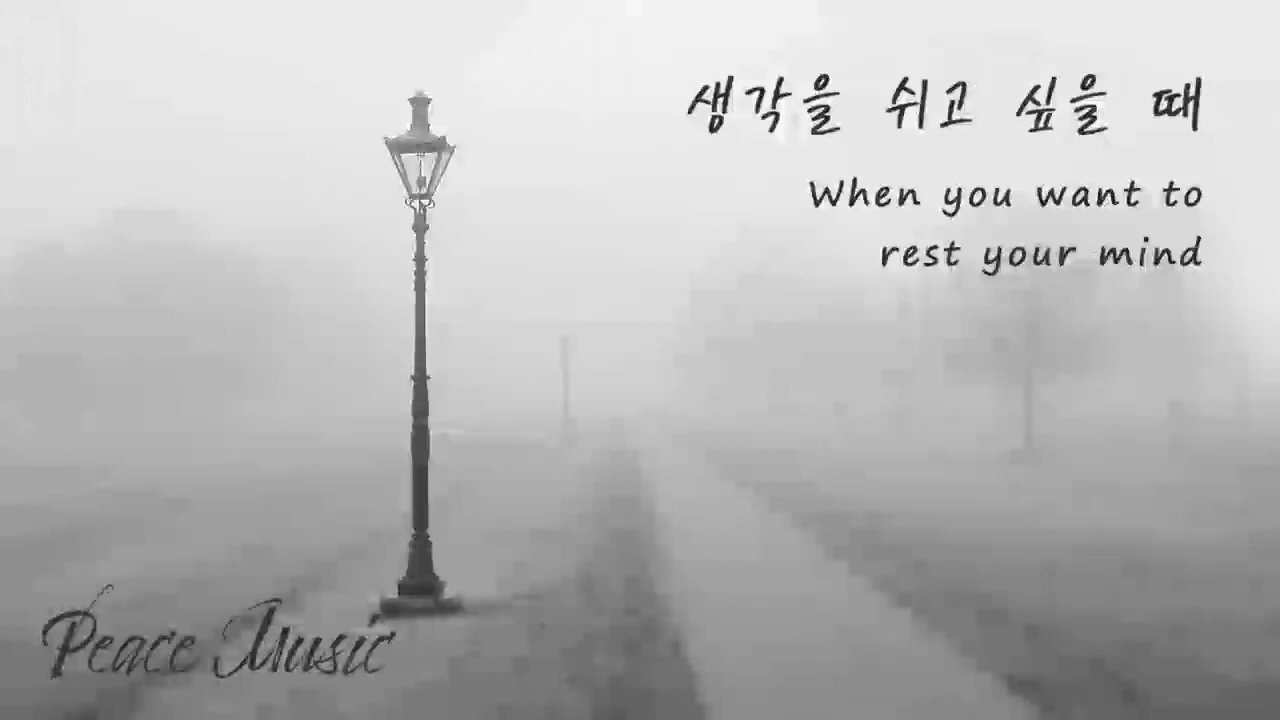 생각을 쉬고 싶을 때
When you want to
rest your mind
Peace Music